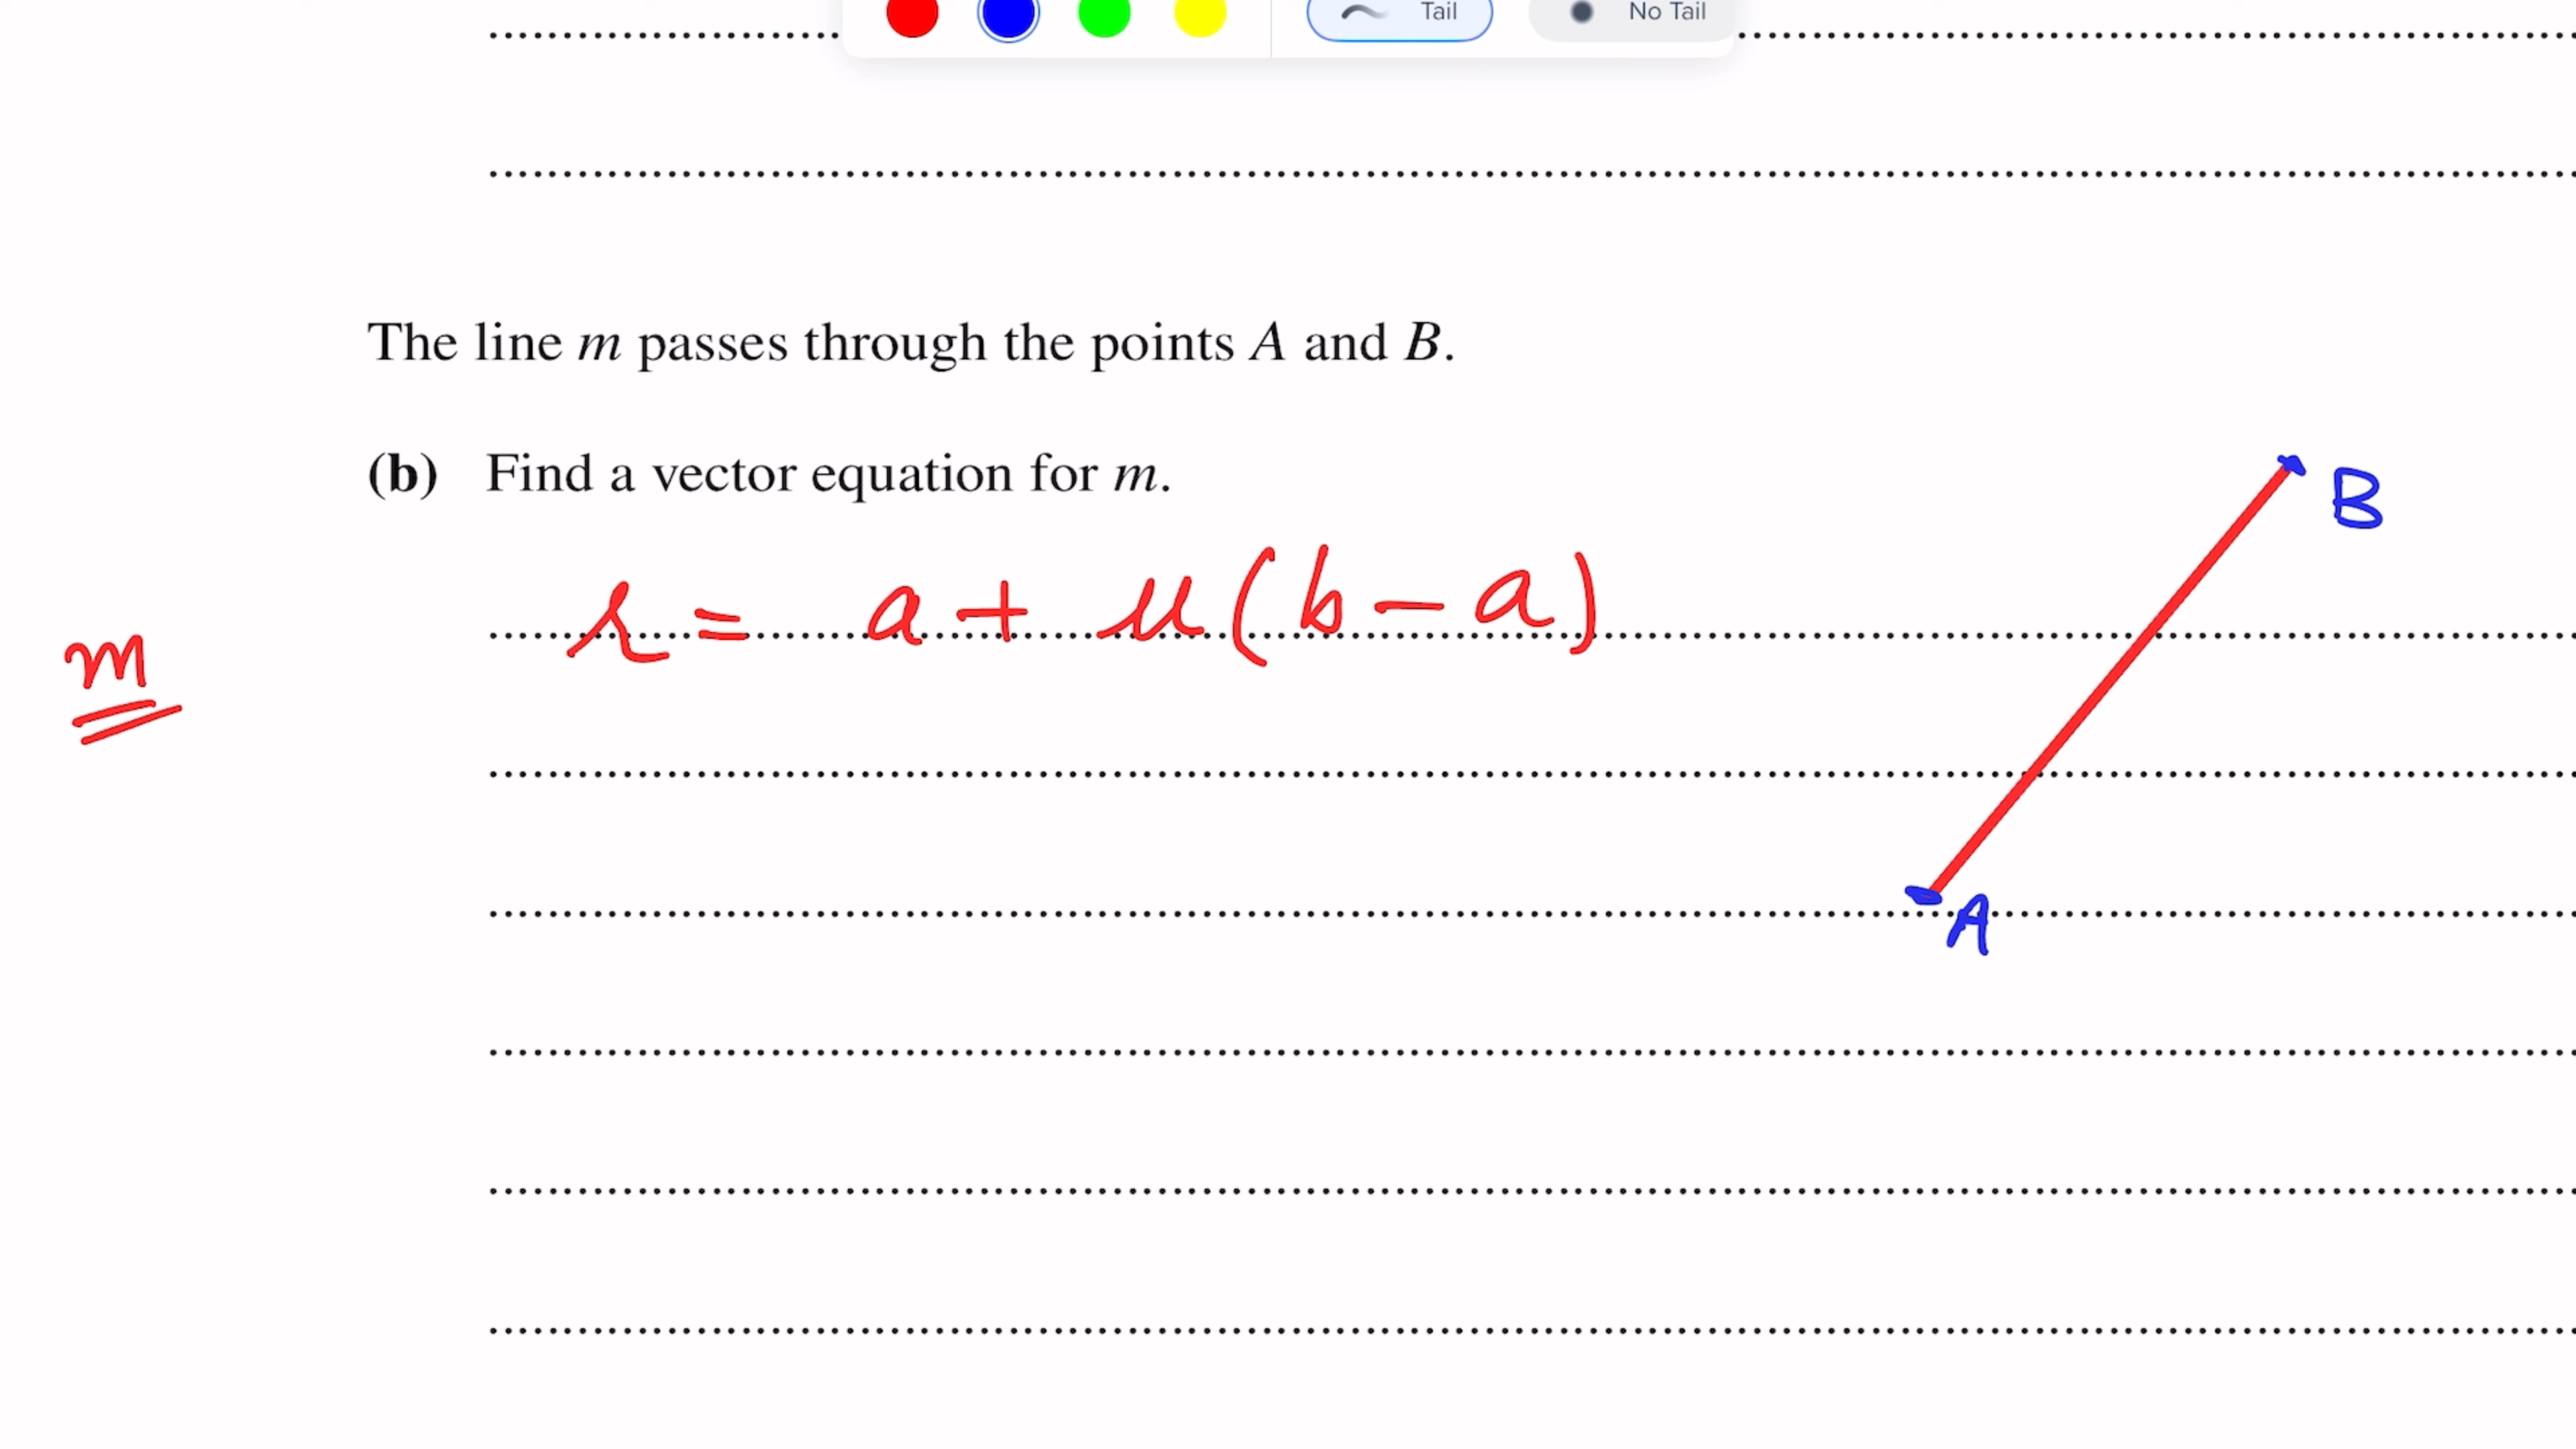 Tail No Tail
The line m passes through the points A and B.
(b) Find a vector equation for m.
B
r = a + μ(b − a)
m
A